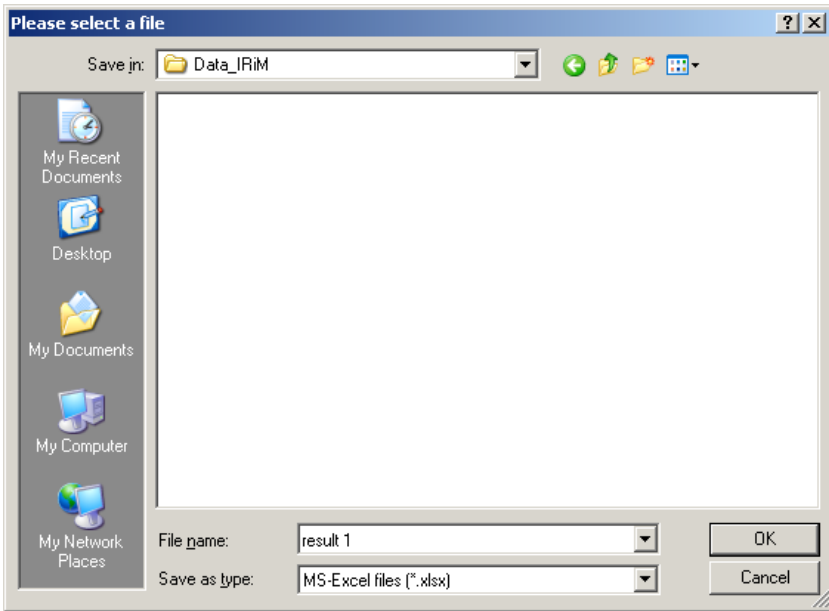 Please select a file
Save in:
Data_IRiM
My Recent
Documents
Desktop
My Documents
My Computer
My Network
Places
File name:
result 1
OK
Save as type:
MS-Excel files (*.xlsx)
Cancel